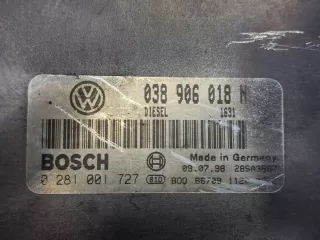 038 906 018 M
DIESEL 1631
BOSCH
Made in Germany
0 281 001 727
09.07.98